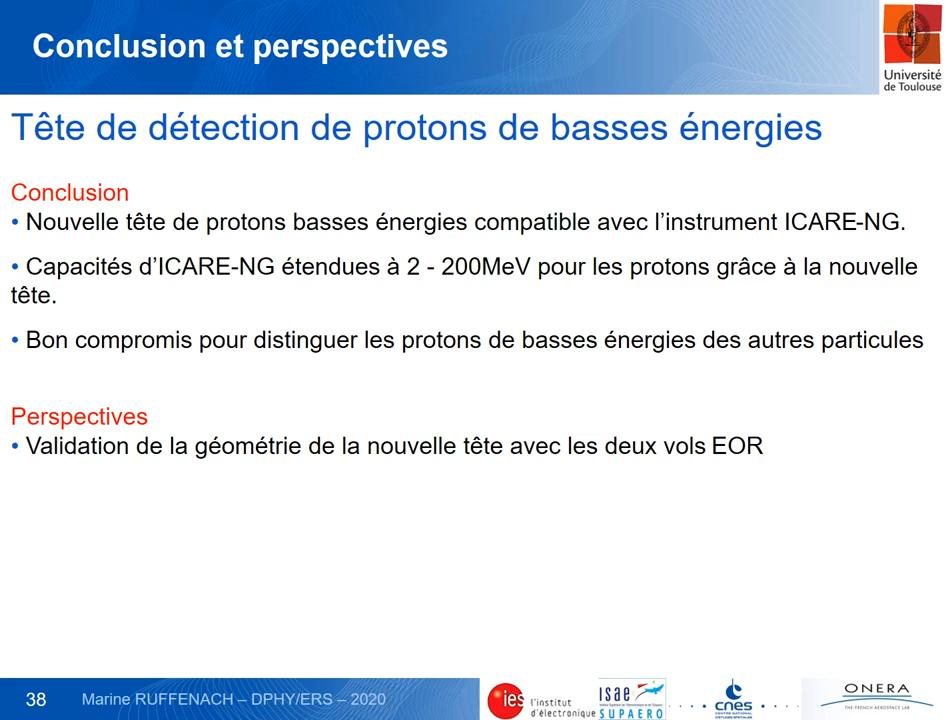 Conclusion et perspectives
Université
de Toulouse
Tête de détection de protons de basses énergies
Conclusion
• Nouvelle tête de protons basses énergies compatible avec l’instrument ICARE-NG.
• Capacités d’ICARE-NG étendues à 2 - 200MeV pour les protons grâce à la nouvelle
tête.
• Bon compromis pour distinguer les protons de basses énergies des autres particules
Perspectives
• Validation de la géométrie de la nouvelle tête avec les deux vols EOR
38
Marine RUFFENACH – DPHY/ERS – 2020
ies
l'institut
d'électronique
isae
SUPAERO
cnes
CENTRE NATIONAL
D'ÉTUDES SPATIALES
ONERA
THE FRENCH AEROSPACE LAB